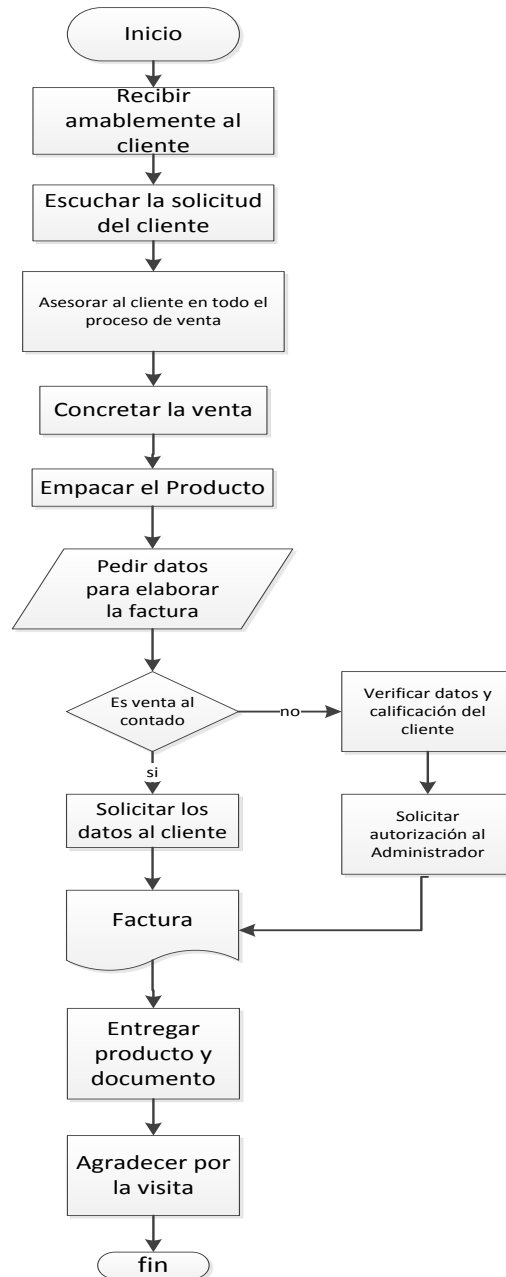 Inicio
Recibir
amablemente al
cliente
Escuchar la solicitud
del cliente
Asesorar al cliente en todo el
proceso de venta
Concretar la venta
Empacar el Producto
Pedir datos
para elaborar
la factura
Es venta al
contado
no
Verificar datos y
calificación del
cliente
si
Solicitar los
datos al cliente
Solicitar
autorización al
Administrador
Factura
Entregar
producto y
documento
Agradecer por
la visita
fin